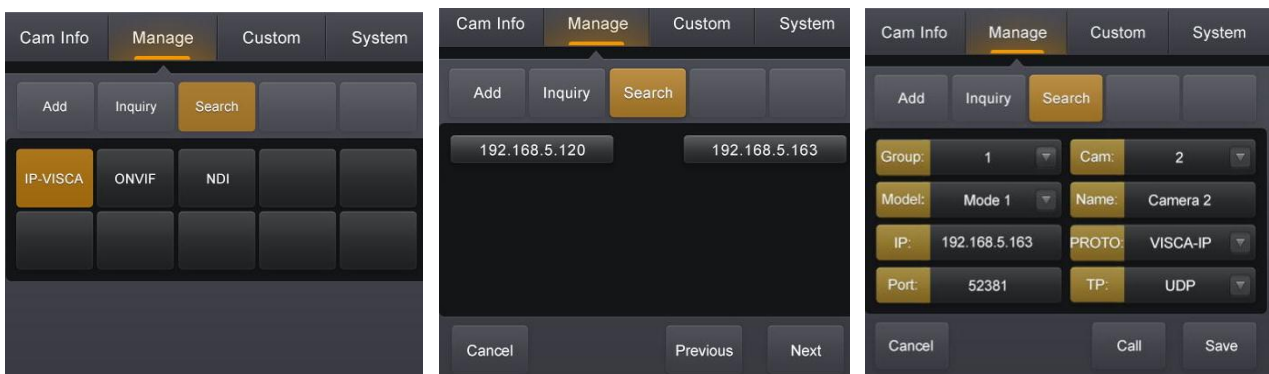 Cam Info Manage Custom System
Add Inquiry Search
IP-VISCA ONVIF NDI
Cam Info Manage Custom System
Add Inquiry Search
192.168.5.120 192.168.5.163
Cancel Previous Next
Cam Info Manage Custom System
Add Inquiry Search
Group: 1 Cam: 2
Model: Mode 1 Name: Camera 2
IP: 192.168.5.163 PROTO: VISCA-IP
Port: 52381 TP: UDP
Cancel Call Save